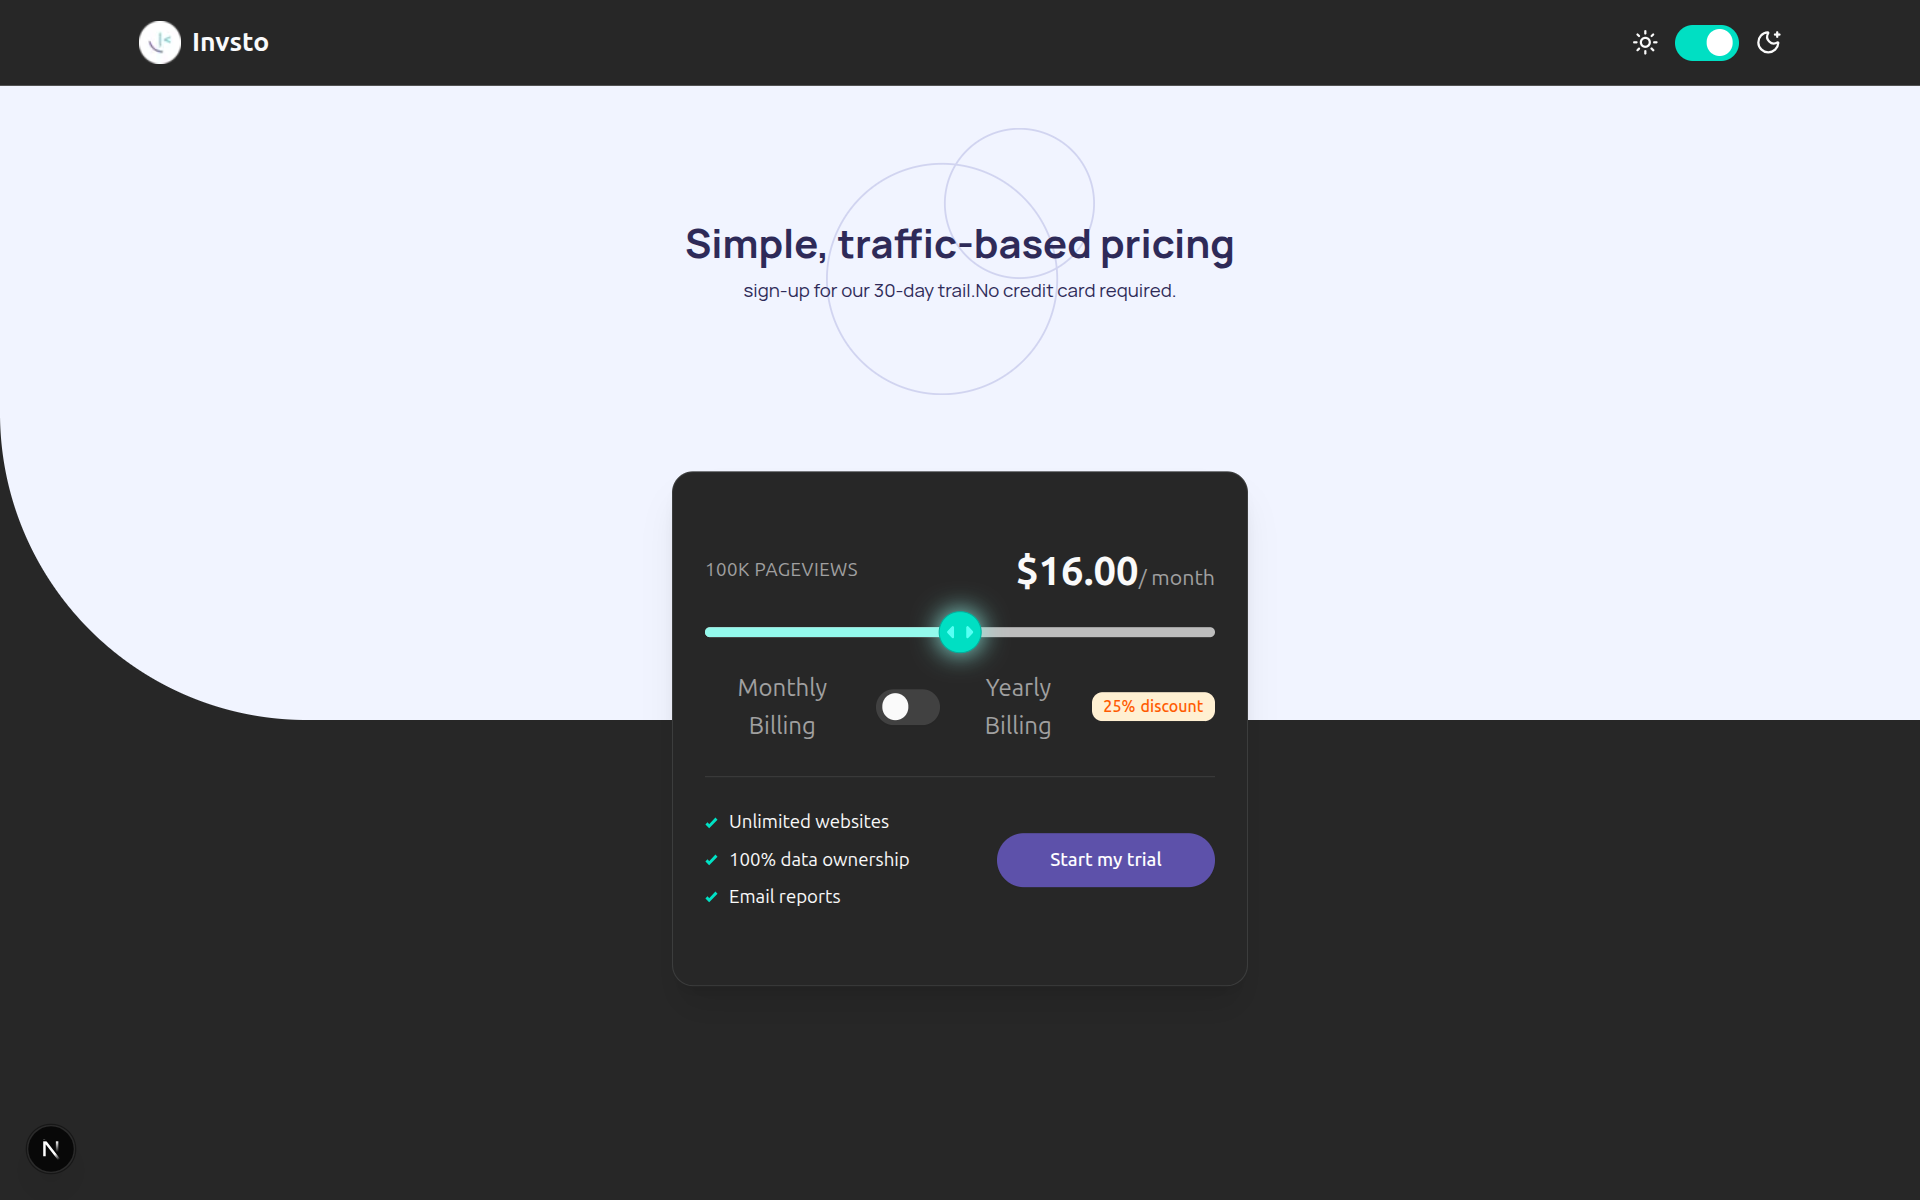 Invsto
Simple, traffic-based pricing
sign-up for our 30-day trail.No credit card required.
100K PAGEVIEWS
$16.00/ month
Monthly
Billing
Yearly
Billing
25% discount
Unlimited websites
100% data ownership
Email reports
Start my trial
N